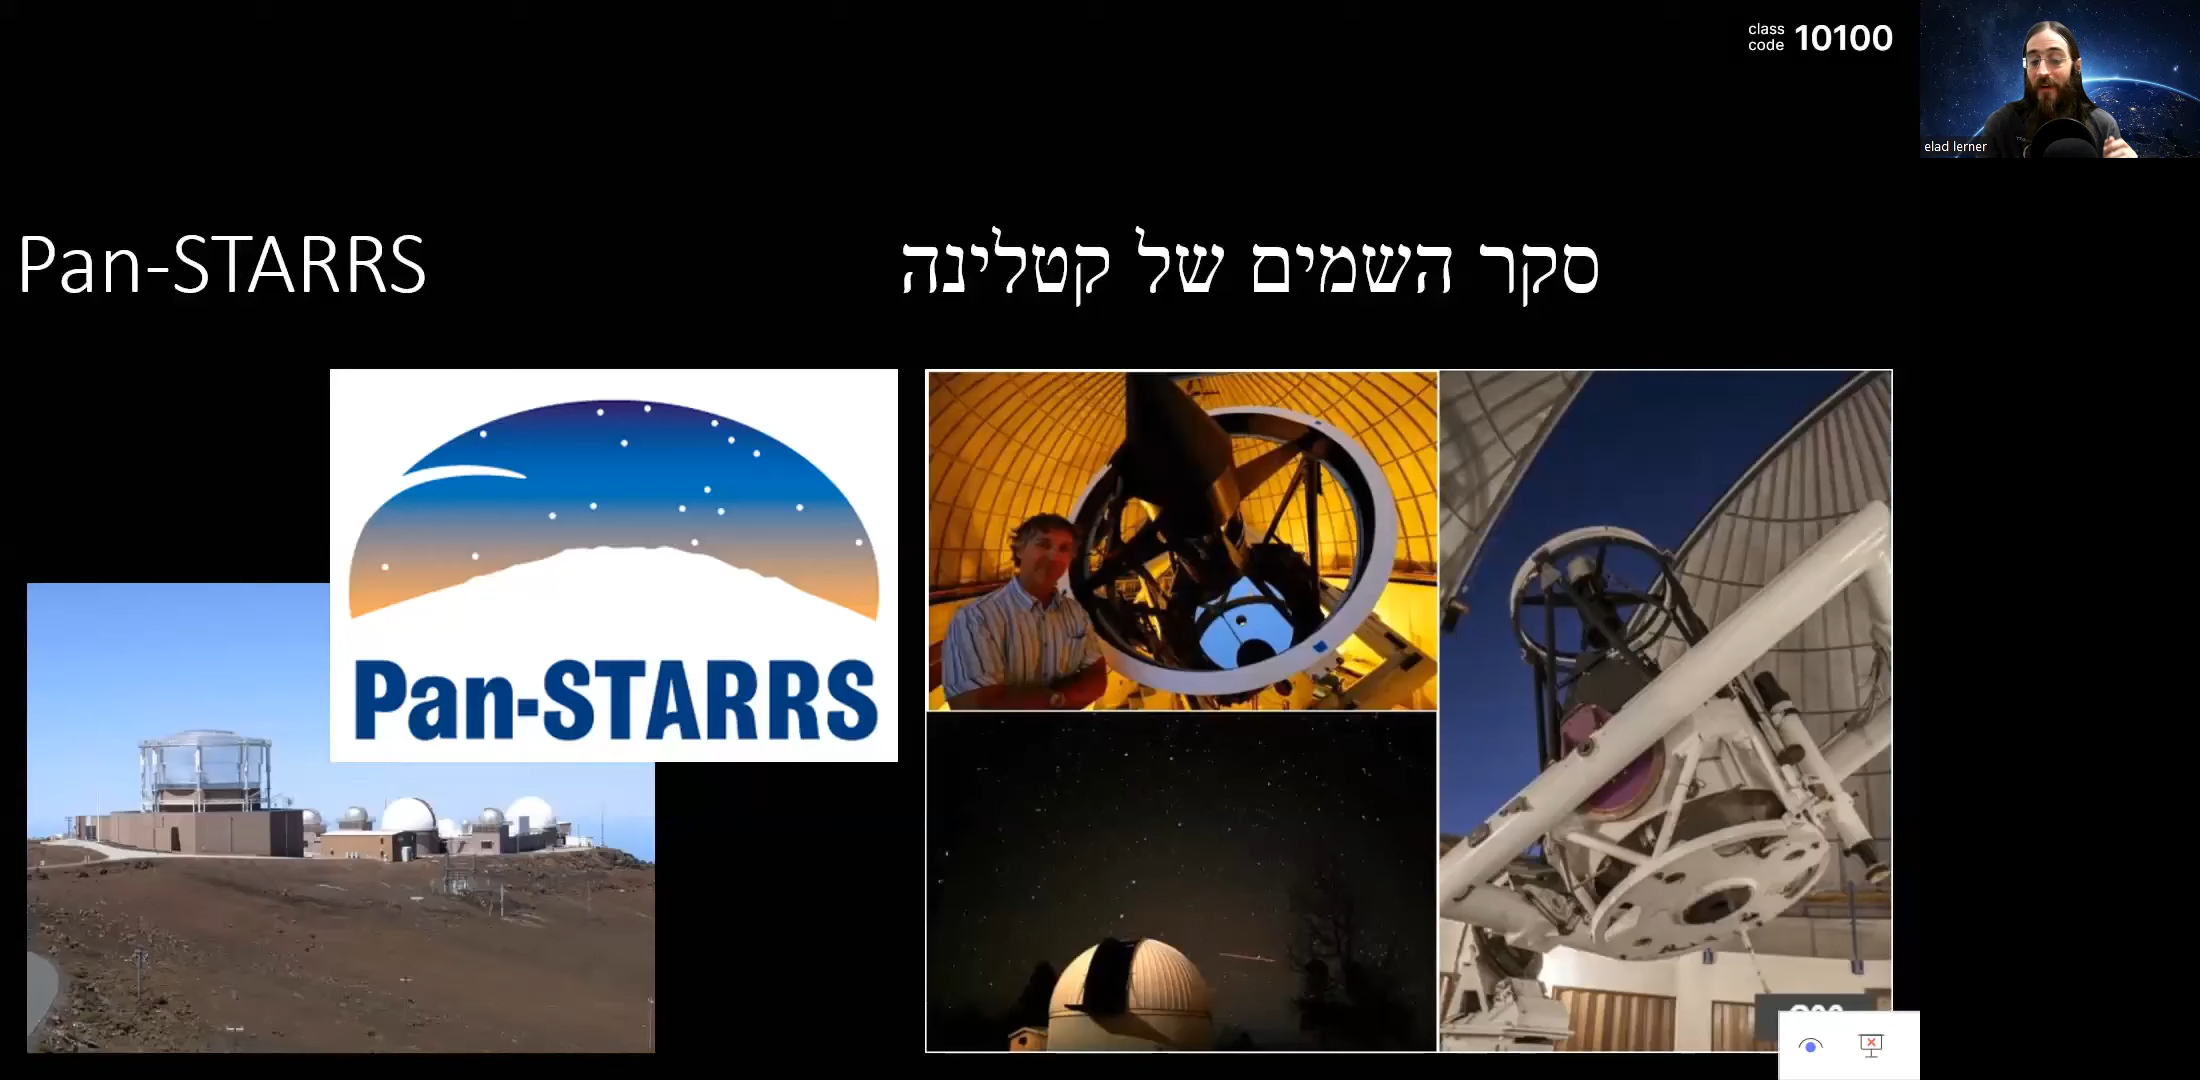 class
code 10100
elad lerner
Pan-STARRS
סקר השמים של קטלינה
Pan-STARRS